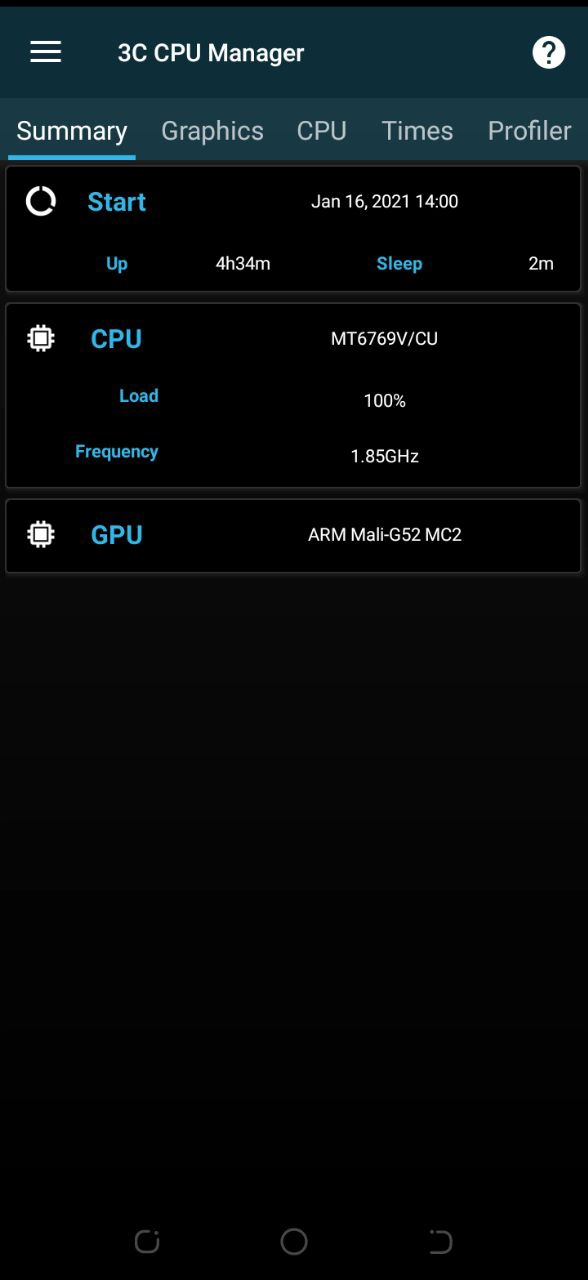 3C CPU Manager ?
Summary Graphics CPU Times Profiler
Start Jan 16, 2021 14:00
Up 4h34m Sleep 2m
CPU MT6769V/CU
Load 100%
Frequency 1.85GHz
GPU ARM Mali-G52 MC2